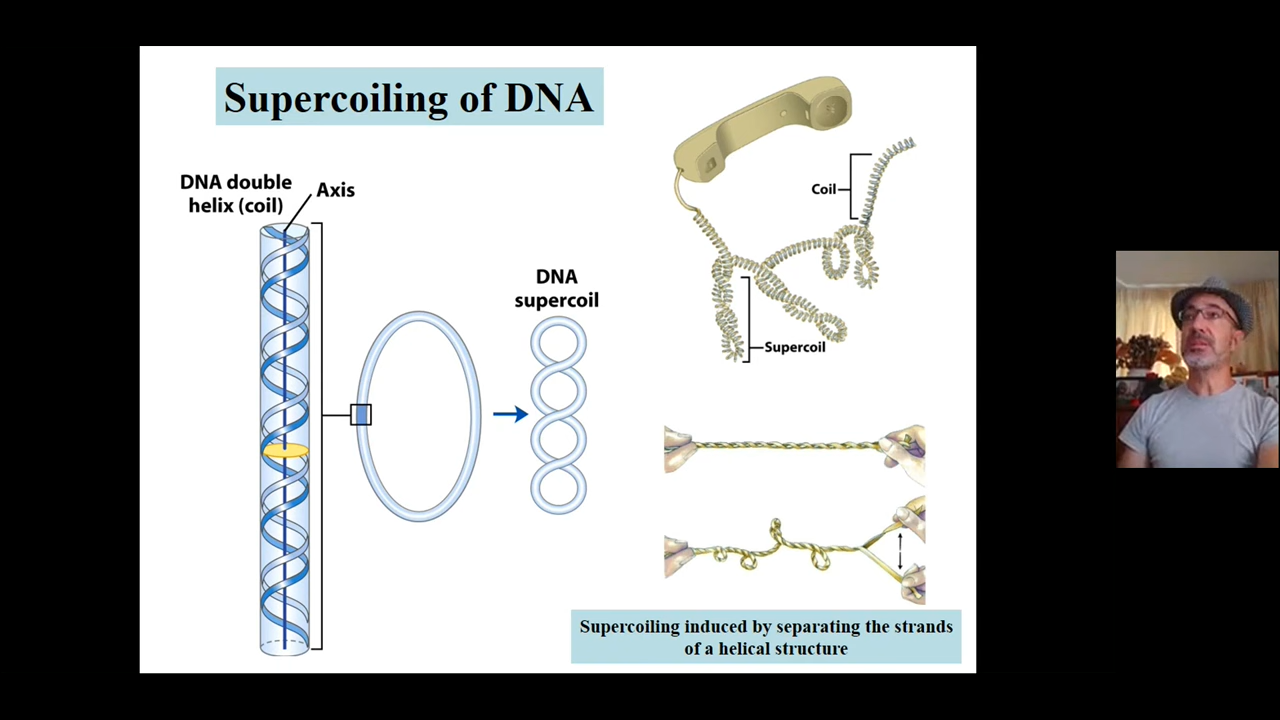 Supercoiling of DNA
DNA double
helix (coil)
Axis
DNA
supercoil
Coil
Supercoil
Supercoiling induced by separating the strands
of a helical structure